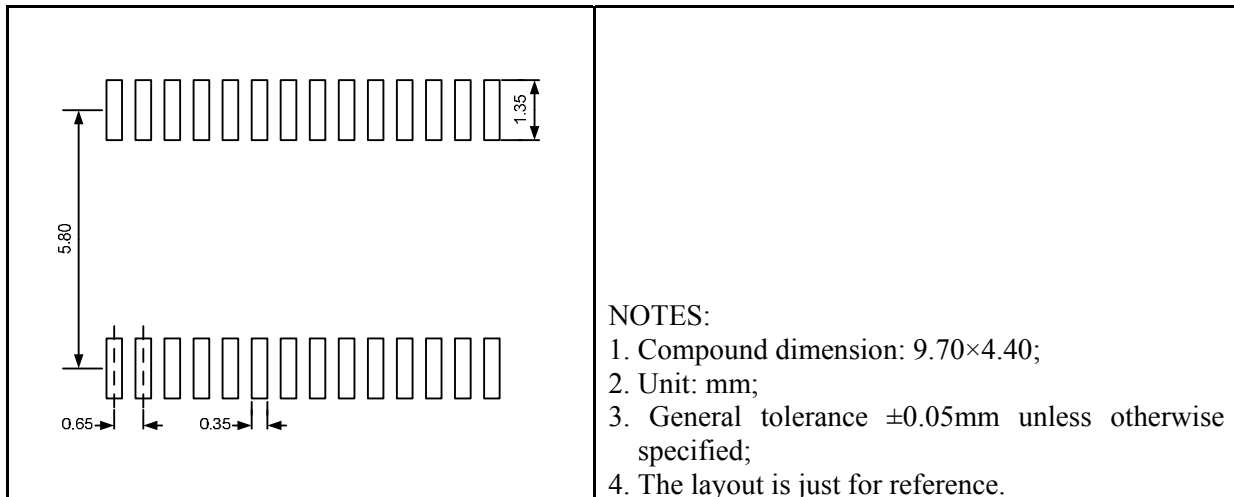 1.35
5.80
0.65
0.35
NOTES:
1. Compound dimension: 9.70×4.40;
2. Unit: mm;
3. General tolerance ±0.05mm unless otherwise
specified;
4. The layout is just for reference.